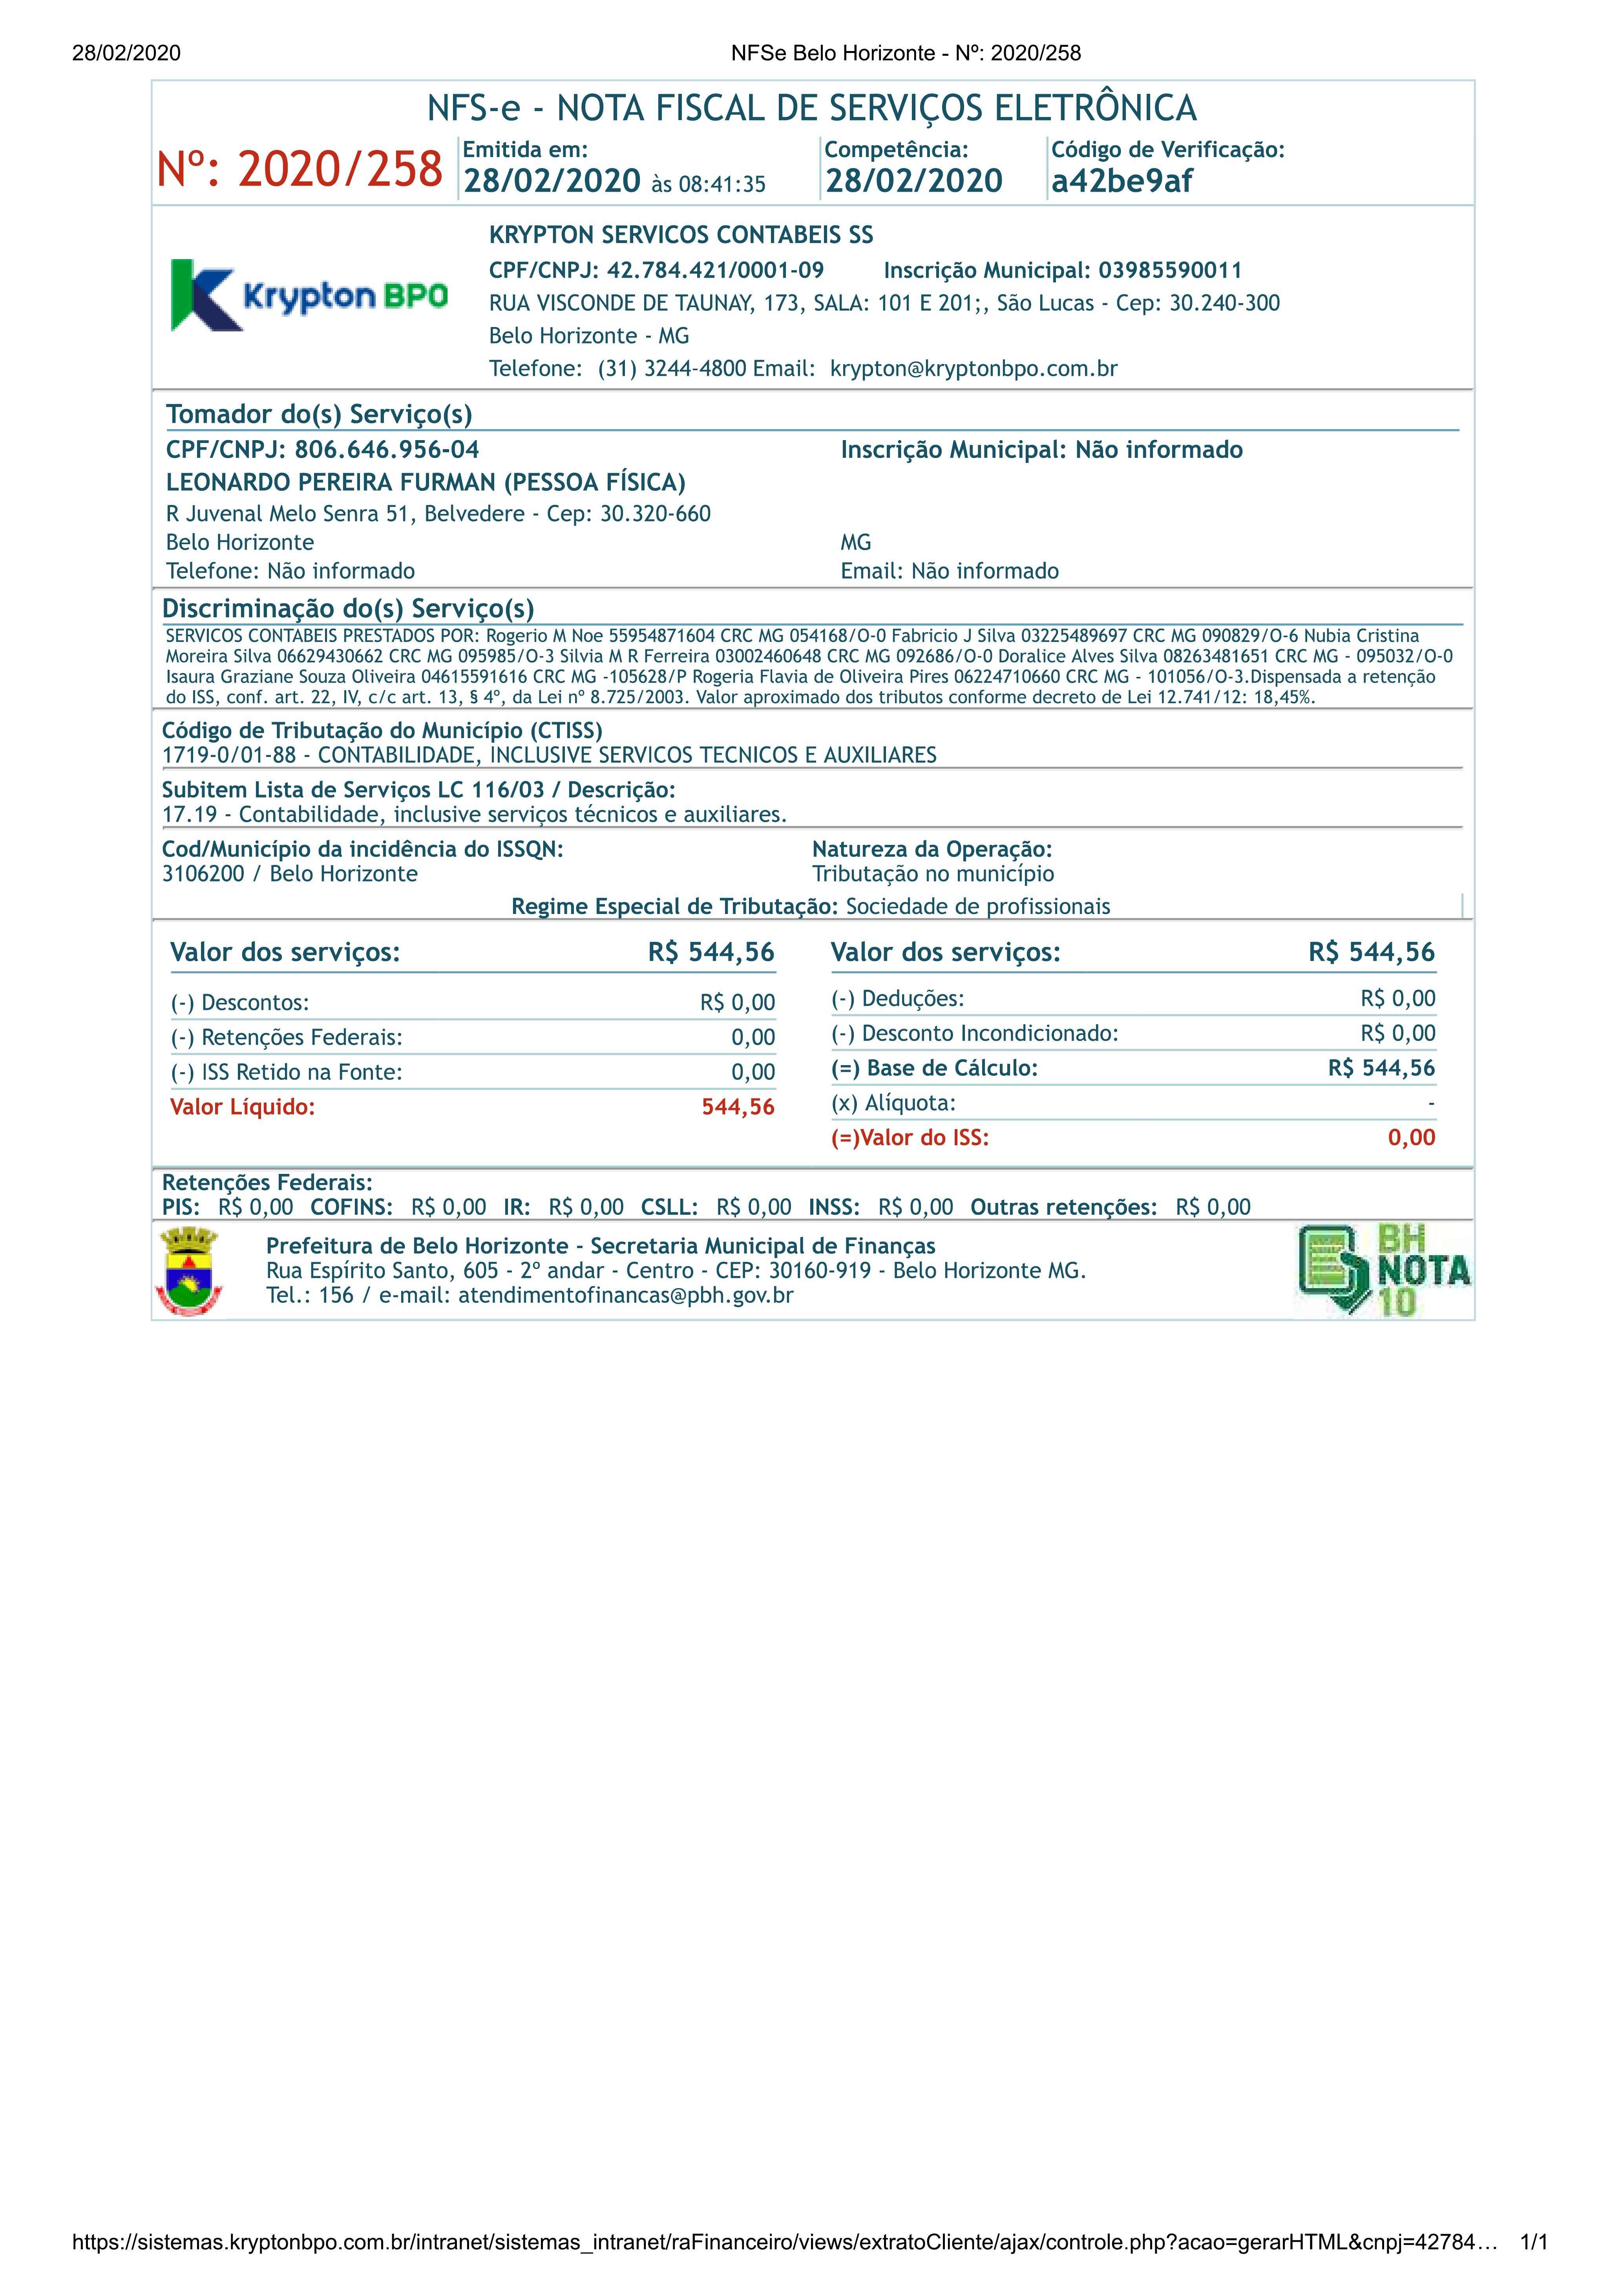 28/02/2020 NFSe Belo Horizonte - Nº: 2020/258
NFS-e - NOTA FISCAL DE SERVIÇOS ELETRÔNICA
Nº: 2020/258
Emitida em:
28/02/2020 às 08:41:35
Competência:
28/02/2020
Código de Verificação:
a42be9af
Krypton BPO
KRYPTON SERVICOS CONTABEIS SS
CPF/CNPJ: 42.784.421/0001-09 Inscrição Municipal: 03985590011
RUA VISCONDE DE TAUNAY, 173, SALA: 101 E 201;, São Lucas - Cep: 30.240-300
Belo Horizonte - MG
Telefone: (31) 3244-4800 Email: krypton@kryptonbpo.com.br
Tomador do(s) Serviço(s)
CPF/CNPJ: 806.646.956-04 Inscrição Municipal: Não informado
LEONARDO PEREIRA FURMAN (PESSOA FÍSICA)
R Juvenal Melo Senra 51, Belvedere - Cep: 30.320-660
Belo Horizonte MG
Telefone: Não informado Email: Não informado
Discriminação do(s) Serviço(s)
SERVICOS CONTABEIS PRESTADOS POR: Rogerio M Noe 55954871604 CRC MG 054168/O-0 Fabricio J Silva 03225489697 CRC MG 090829/O-6 Nubia Cristina
Moreira Silva 06629430662 CRC MG 095985/O-3 Silvia M R Ferreira 03002460648 CRC MG 092686/O-0 Doralice Alves Silva 08263481651 CRC MG - 095032/O-0
Isaura Graziane Souza Oliveira 04615591616 CRC MG -105628/P Rogeria Flavia de Oliveira Pires 06224710660 CRC MG - 101056/O-3.Dispensada a retenção
do ISS, conf. art. 22, IV, c/c art. 13, § 4º, da Lei nº 8.725/2003. Valor aproximado dos tributos conforme decreto de Lei 12.741/12: 18,45%.
Código de Tributação do Município (CTISS)
1719-0/01-88 - CONTABILIDADE, INCLUSIVE SERVICOS TECNICOS E AUXILIARES
Subitem Lista de Serviços LC 116/03 / Descrição:
17.19 - Contabilidade, inclusive serviços técnicos e auxiliares.
Cod/Município da incidência do ISSQN: Natureza da Operação:
3106200 / Belo Horizonte Tributação no município
Regime Especial de Tributação: Sociedade de profissionais
Valor dos serviços: R$ 544,56
(-) Descontos: R$ 0,00
(-) Retenções Federais: 0,00
(-) ISS Retido na Fonte: 0,00
Valor Líquido: 544,56
Valor dos serviços: R$ 544,56
(-) Deduções: R$ 0,00
(-) Desconto Incondicionado: R$ 0,00
(=) Base de Cálculo: R$ 544,56
(x) Alíquota: -
(=)Valor do ISS: 0,00
Retenções Federais:
PIS: R$ 0,00 COFINS: R$ 0,00 IR: R$ 0,00 CSLL: R$ 0,00 INSS: R$ 0,00 Outras retenções: R$ 0,00
Prefeitura de Belo Horizonte - Secretaria Municipal de Finanças
Rua Espírito Santo, 605 - 2º andar - Centro - CEP: 30160-919 - Belo Horizonte MG.
Tel.: 156 / e-mail: atendimentofinancas@pbh.gov.br
BH
NOTA
10
https://sistemas.kryptonbpo.com.br/intranet/sistemas_intranet/raFinanceiro/views/extratoCliente/ajax/controle.php?acao=gerarHTML&cnpj=42784… 1/1